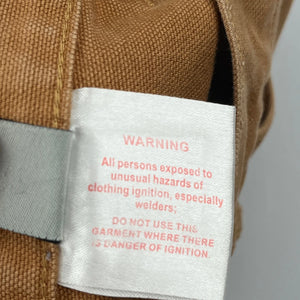 WARNING
All persons exposed to
unusual hazards of
clothing ignition, especially
welders;
DO NOT USE THIS
GARMENT WHERE THERE
IS DANGER OF IGNITION.